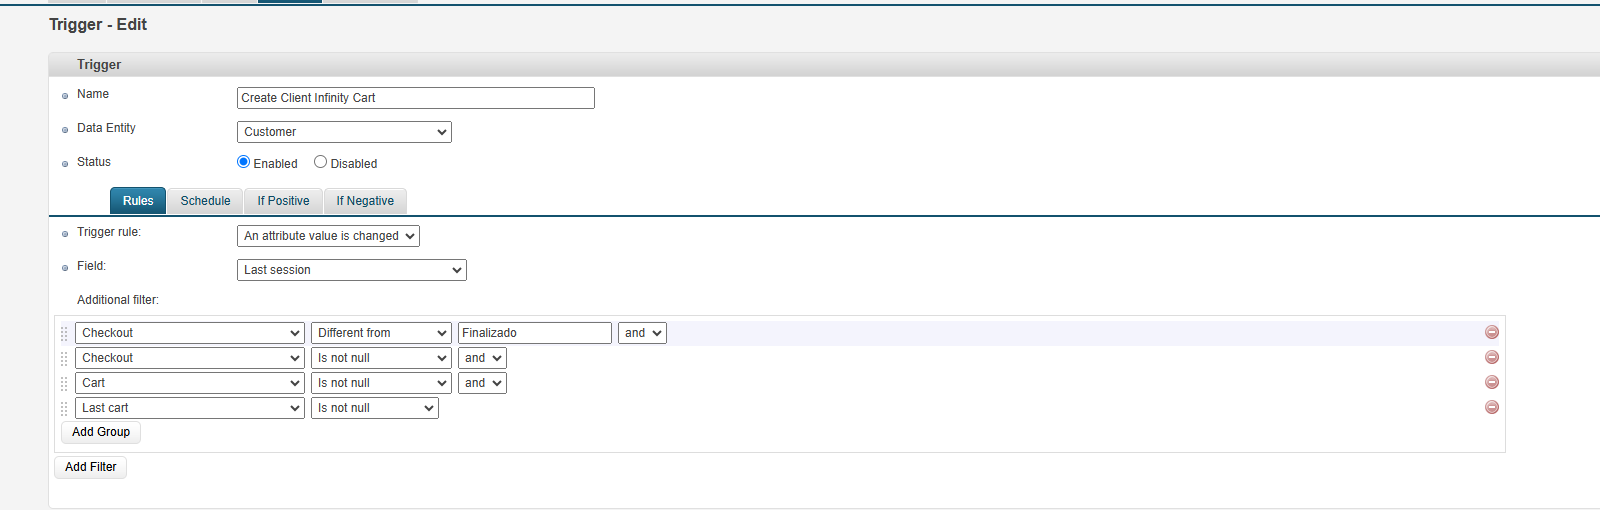 Trigger - Edit
Trigger
Name Create Client Infinity Cart
Data Entity Customer
Status Enabled Disabled
Rules Schedule If Positive If Negative
Trigger rule: An attribute value is changed
Field: Last session
Additional filter:
Checkout Different from Finalizado and
Checkout Is not null and
Cart Is not null and
Last cart Is not null
Add Group
Add Filter